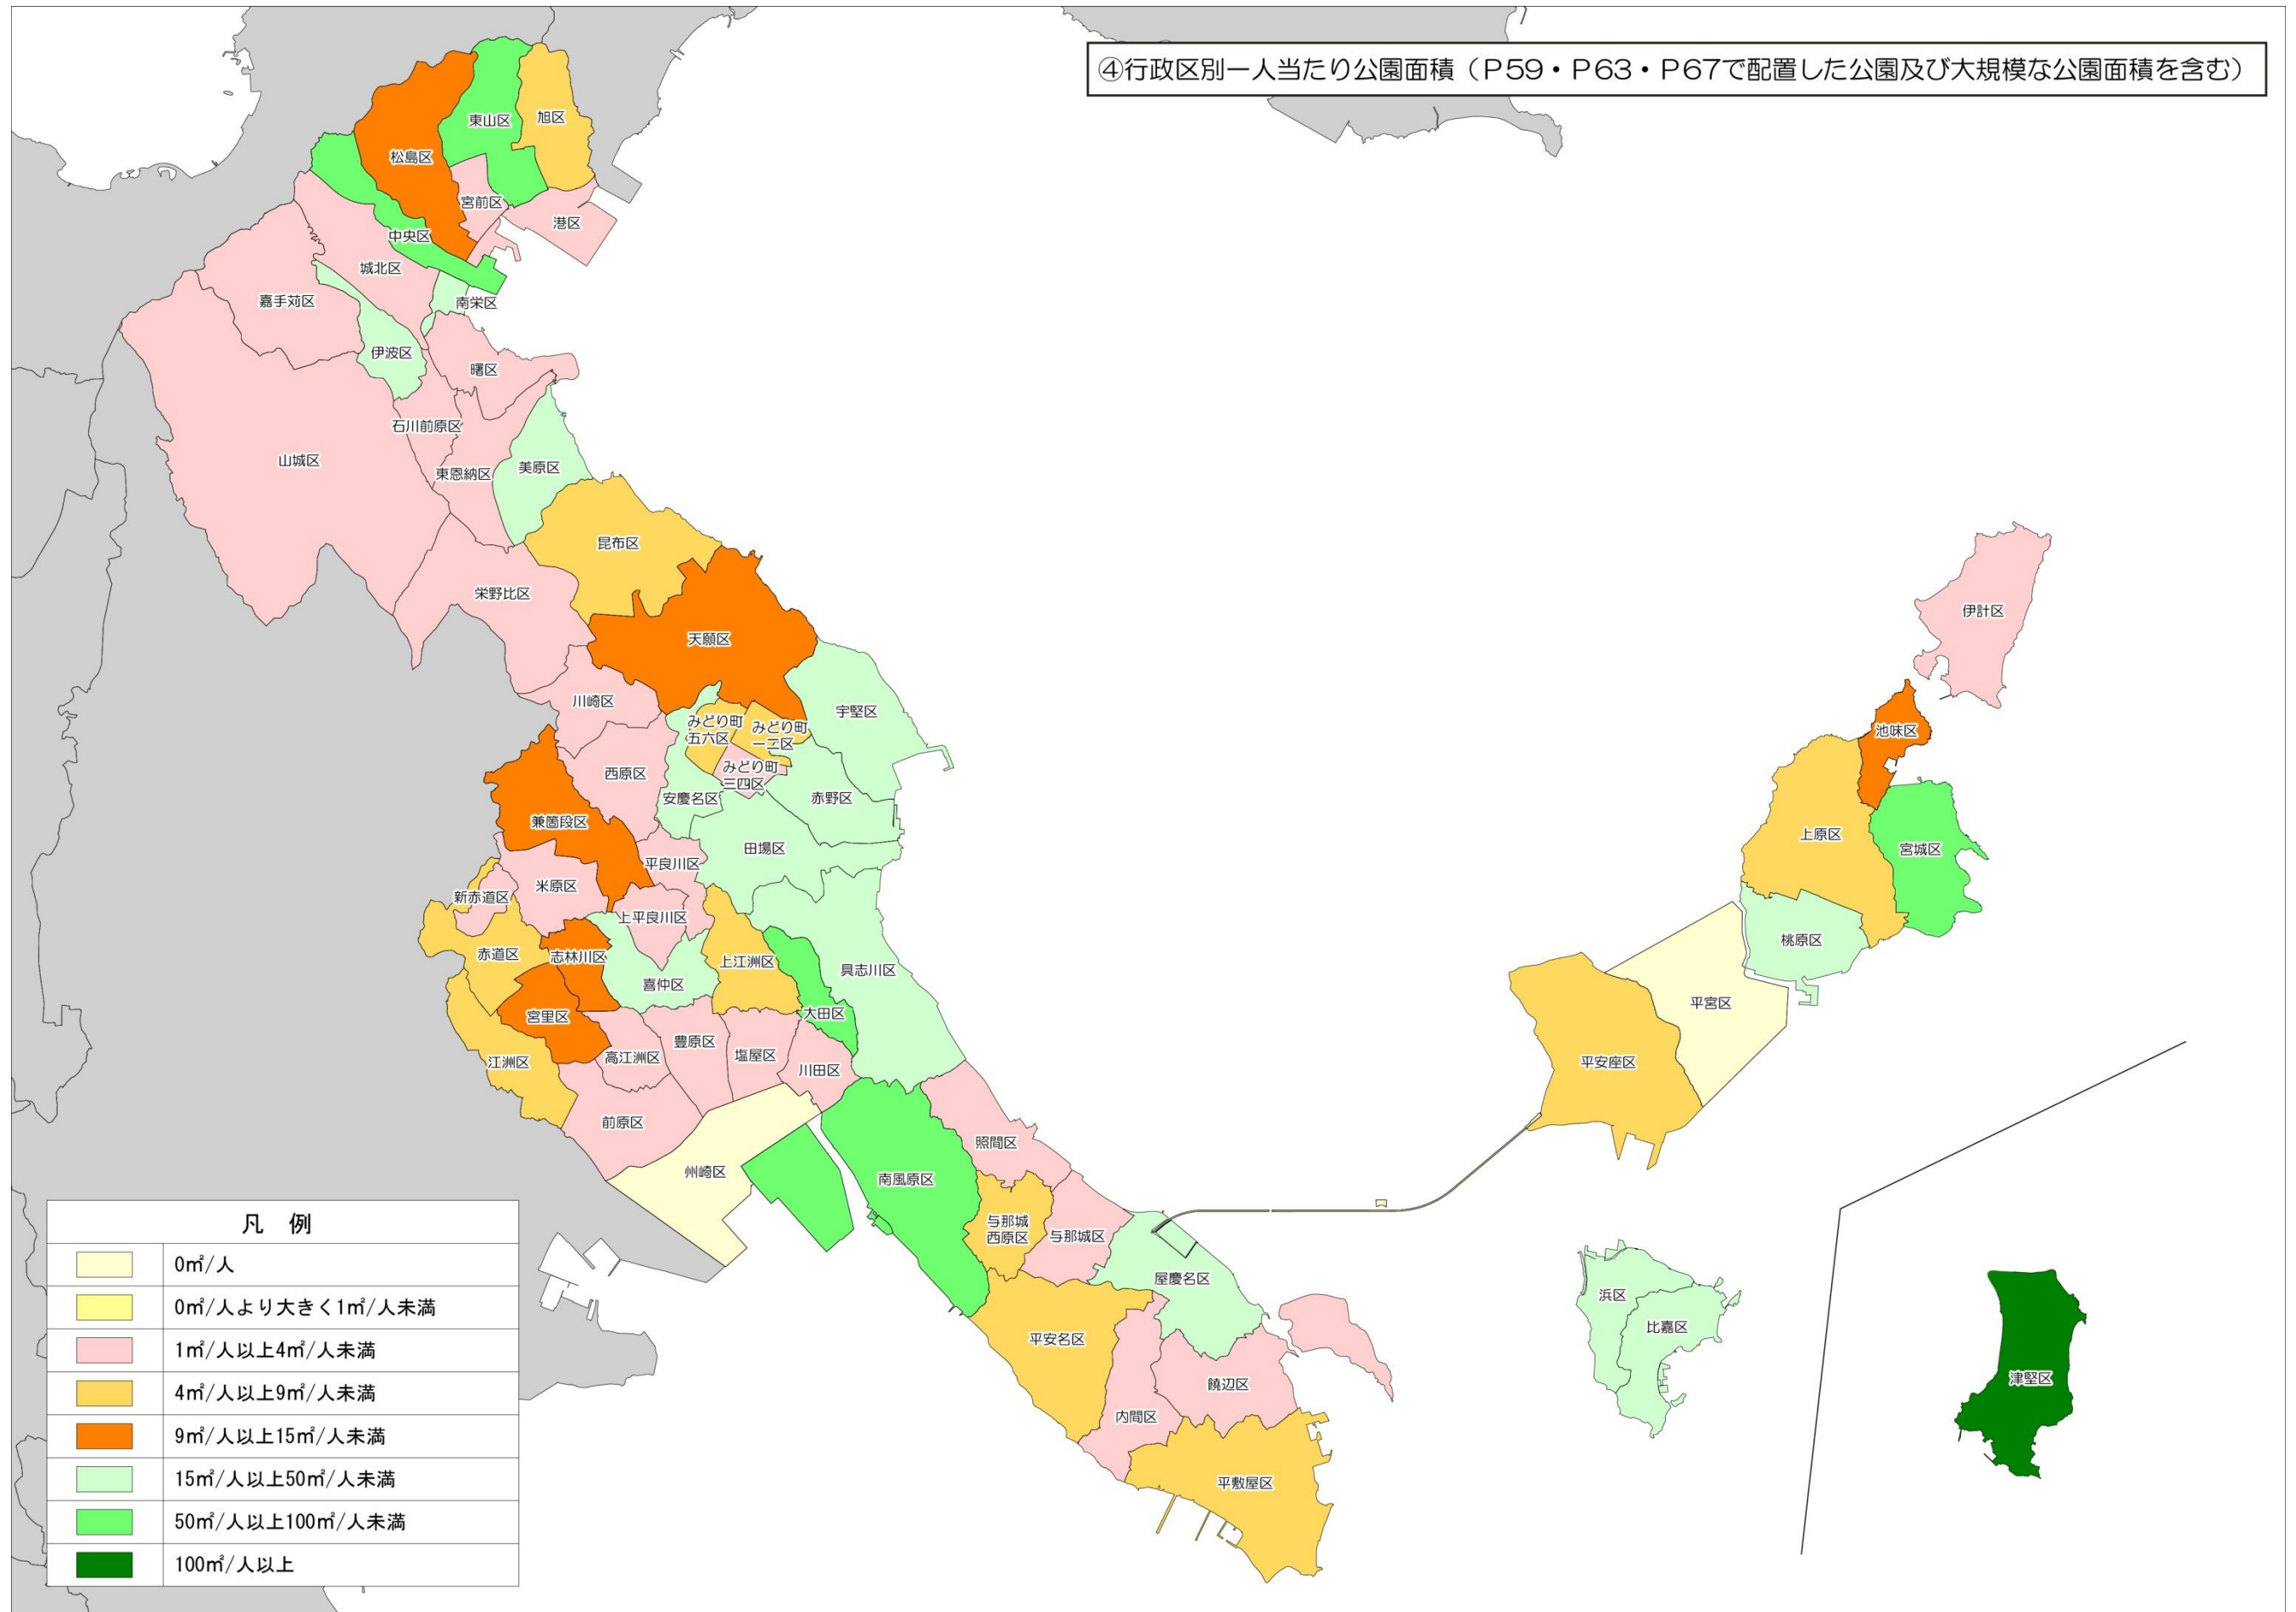 ④行政区別一人当たり公園面積（P59・P63・P67で配置した公園及び大規模な公園面積を含む）
東山区
旭区
松島区
宮前区
港区
中央区
城北区
嘉手苅区
南栄区
伊波区
曙区
石川前原区
山城区
東恩納区
美原区
昆布区
栄野比区
天願区
伊計区
川崎区
宇堅区
みどり町
五六区
みどり町
一二区
池味区
西原区
みどり町
三四区
安慶名区
赤野区
兼箇段区
上原区
田場区
宮城区
平良川区
米原区
新赤道区
上平良川区
桃原区
赤道区
志林川区
上江洲区
具志川区
喜仲区
平宮区
宮里区
大田区
豊原区
塩屋区
高江洲区
江洲区
川田区
平安座区
前原区
照間区
州崎区
南風原区
与那城
西原区
与那城区
屋慶名区
浜区
比嘉区
平安名区
津堅区
饒辺区
内間区
平敷屋区
凡 例
0㎡/人
0㎡/人より大きく1㎡/人未満
1㎡/人以上4㎡/人未満
4㎡/人以上9㎡/人未満
9㎡/人以上15㎡/人未満
15㎡/人以上50㎡/人未満
50㎡/人以上100㎡/人未満
100㎡/人以上